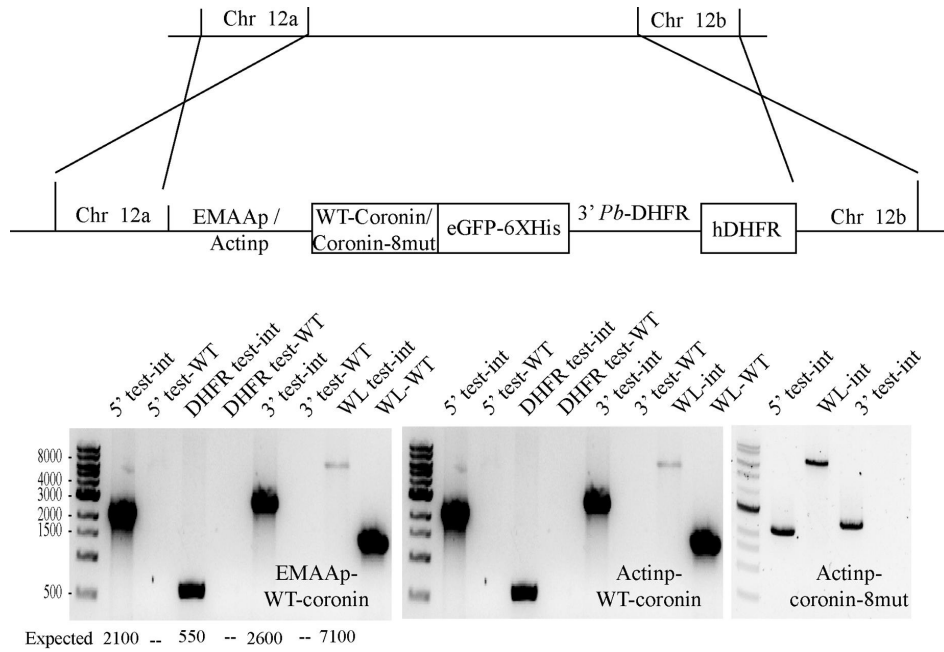 Chr 12a
Chr 12b
Chr 12a
EMAAp /
Actinp
WT-Coronin/
Coronin-8mut
eGFP-6XHis
3’ Pb-DHFR
hDHFR
Chr 12b
5’ test-int
5’ test-WT
DHFR test-int
DHFR test-WT
3’ test-int
3’ test-WT
WL test-int
WL-WT
5’ test-int
5’ test-WT
DHFR test-int
DHFR test-WT
3’ test-int
3’ test-WT
WL-int
WL-WT
5’ test-int
WL-int
3’ test-int
8000
4000
3000
2000
1500
500
EMAAp-
WT-coronin
Actinp-
WT-coronin
Actinp-
coronin-8mut
Expected 2100 -- 550 -- 2600 -- 7100